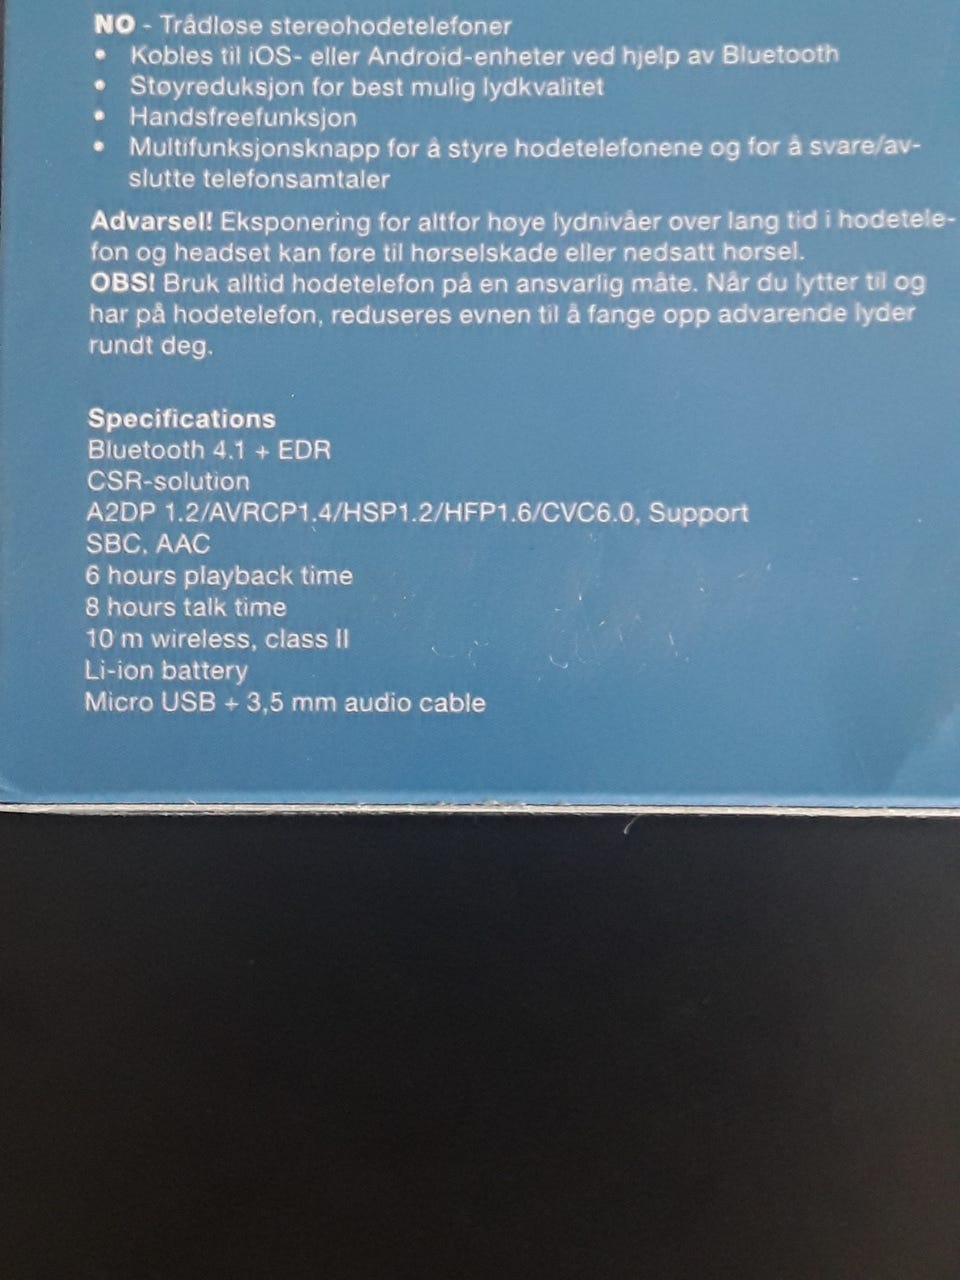 NO - Trådløse stereohodetelefoner
• Kobles til iOS- eller Android-enheter ved hjelp av Bluetooth
• Støyreduksjon for best mulig lydkvalitet
• Handsfreefunksjon
• Multifunksjonsknapp for å styre hodetelefonene og for å svare/av-
slutte telefonsamtaler
Advarsel! Eksponering for altfor høye lydnivåer over lang tid i hodetele-
fon og headset kan føre til hørselskade eller nedsatt hørsel.
OBS! Bruk alltid hodetelefon på en ansvarlig måte. Når du lytter til og
har på hodetelefon, reduseres evnen til å fange opp advarende lyder
rundt deg.
Specifications
Bluetooth 4.1 + EDR
CSR-solution
A2DP 1.2/AVRCP1.4/HSP1.2/HFP1.6/CVC6.0, Support
SBC, AAC
6 hours playback time
8 hours talk time
10 m wireless, class II
Li-ion battery
Micro USB + 3,5 mm audio cable